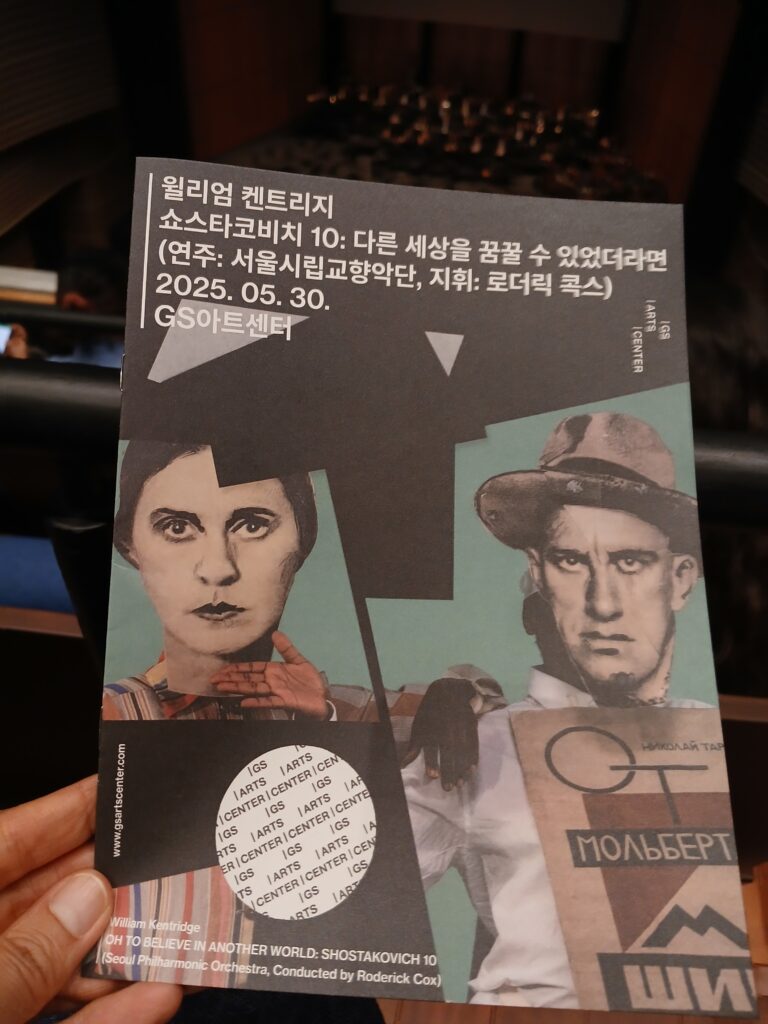 윌리엄 켄트리지
쇼스타코비치 10: 다른 세상을 꿈꿀 수 있었더라면
(연주: 서울시립교향악단, 지휘: 로더릭 콕스)
2025. 05. 30.
GS아트센터
|GS
|ARTS
|CENTER
НИКОЛАЙ ТАР
ОТ
МОЛЬБЕРТ
ШИ
www.gsartscenter.com
|GS
|ARTS
|CENTER
William Kentridge
OH TO BELIEVE IN ANOTHER WORLD: SHOSTAKOVICH 10
(Seoul Philharmonic Orchestra, Conducted by Roderick Cox)